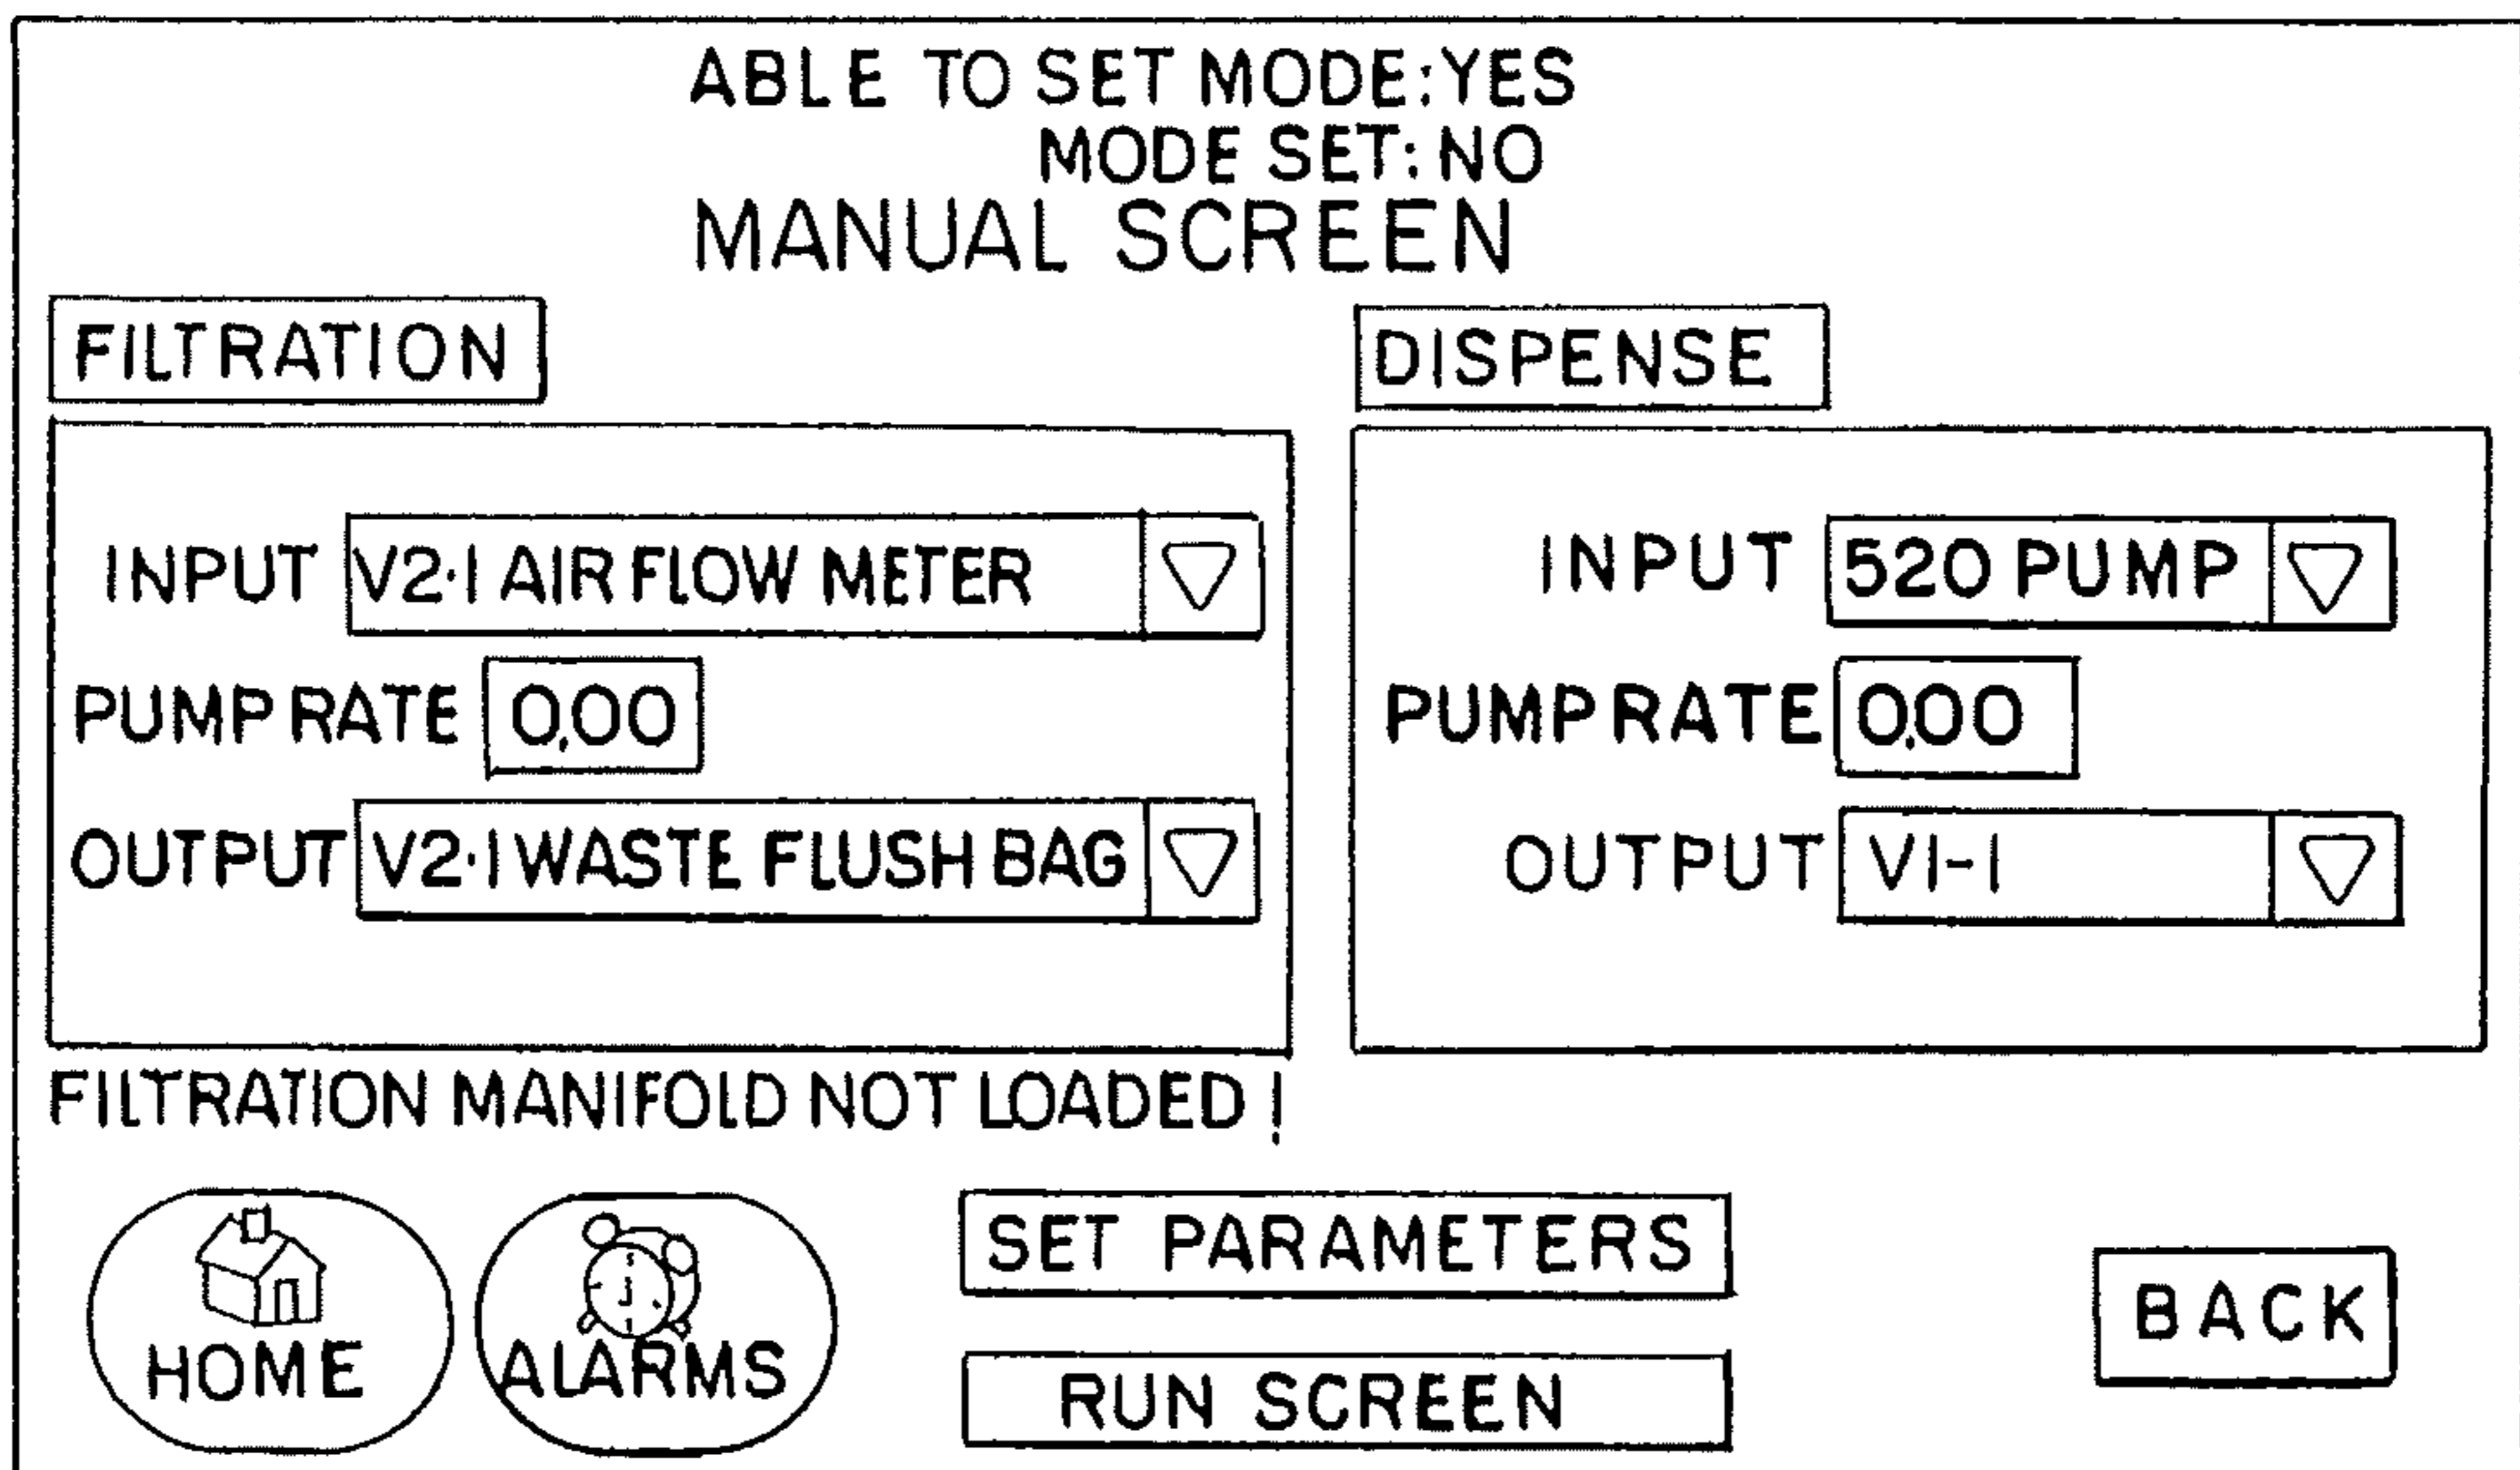 ABLE TO SET MODE:YES
MODE SET: NO
MANUAL SCREEN
FILTRATION
INPUT V2·1 AIR FLOW METER
PUMP RATE 0.00
OUTPUT V2·1 WASTE FLUSH BAG
DISPENSE
INPUT 520 PUMP
PUMP RATE 0.00
OUTPUT V1-1
FILTRATION MANIFOLD NOT LOADED!
HOME
ALARMS
SET PARAMETERS
RUN SCREEN
BACK